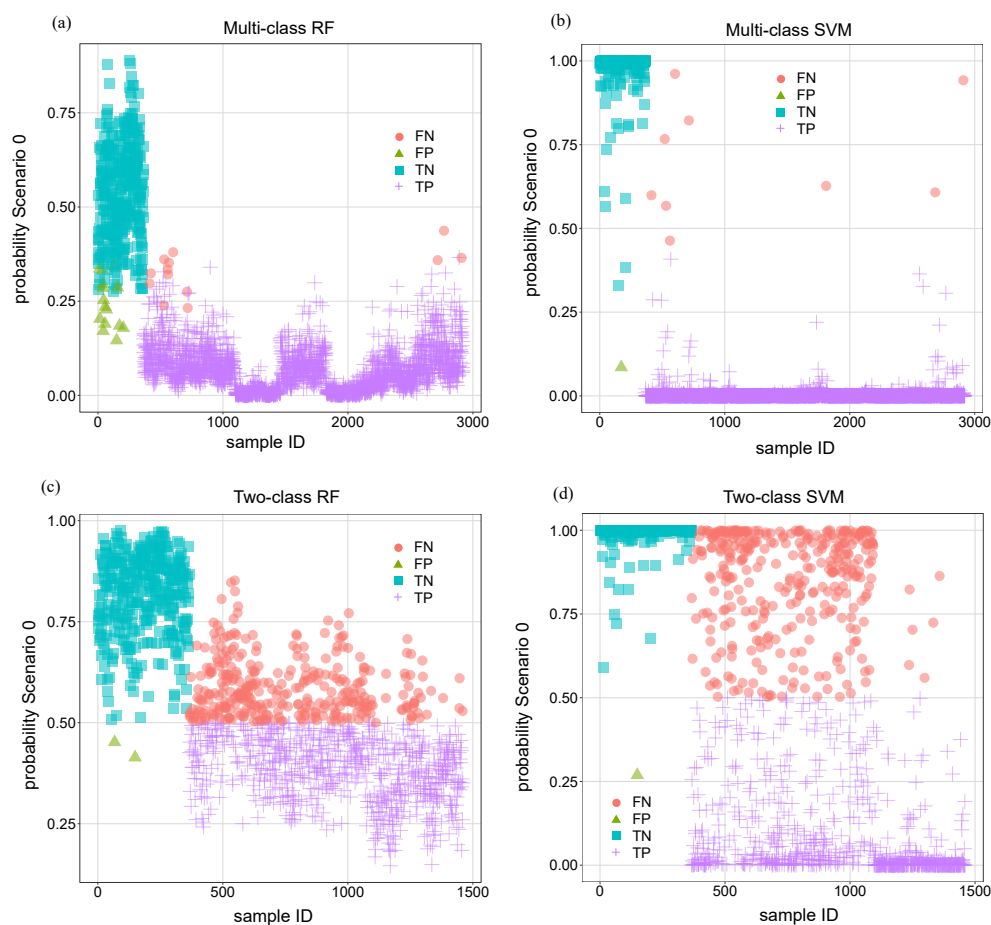 (a)
Multi-class RF
probability Scenario 0
0.75
0.50
0.25
0.00
FN
FP
TN
TP
0
1000
2000
3000
sample ID
(b)
Multi-class SVM
probability Scenario 0
1.00
0.75
0.50
0.25
0.00
FN
FP
TN
TP
0
1000
2000
3000
sample ID
(c)
Two-class RF
probability Scenario 0
1.00
0.75
0.50
0.25
FN
FP
TN
TP
0
500
1000
1500
sample ID
(d)
Two-class SVM
probability Scenario 0
1.00
0.75
0.50
0.25
0.00
FN
FP
TN
TP
0
500
1000
1500
sample ID